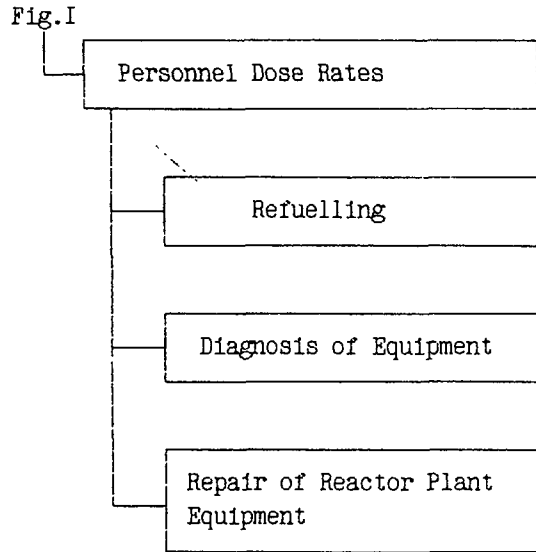 Fig.I
Personnel Dose Rates
Refuelling
Diagnosis of Equipment
Repair of Reactor Plant
Equipment